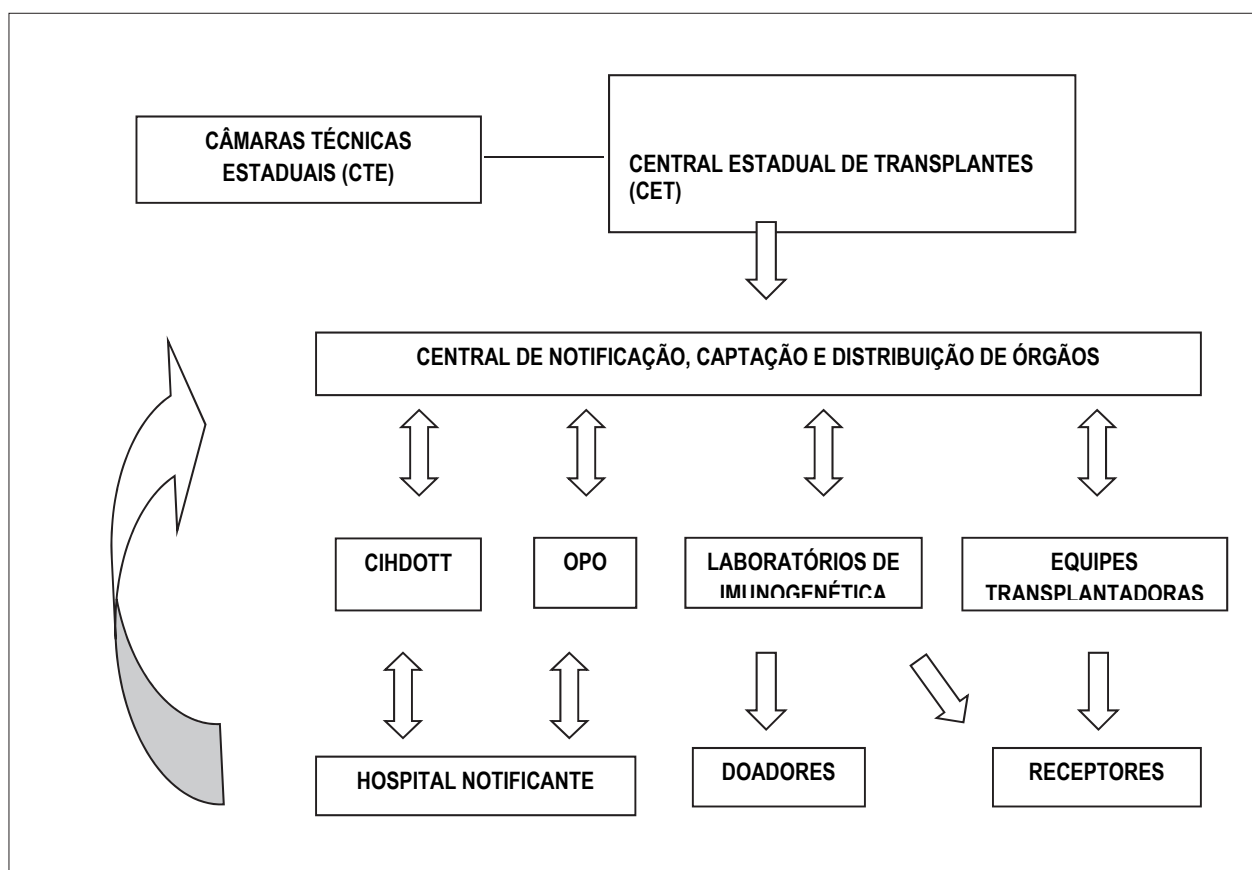 CÂMARAS TÉCNICAS
ESTADUAIS (CTE)
CENTRAL ESTADUAL DE TRANSPLANTES
(CET)
CENTRAL DE NOTIFICAÇÃO, CAPTAÇÃO E DISTRIBUIÇÃO DE ÓRGÃOS
CIHDOTT
OPO
LABORATÓRIOS DE
IMUNOGENÉTICA
EQUIPES
TRANSPLANTADORAS
HOSPITAL NOTIFICANTE
DOADORES
RECEPTORES